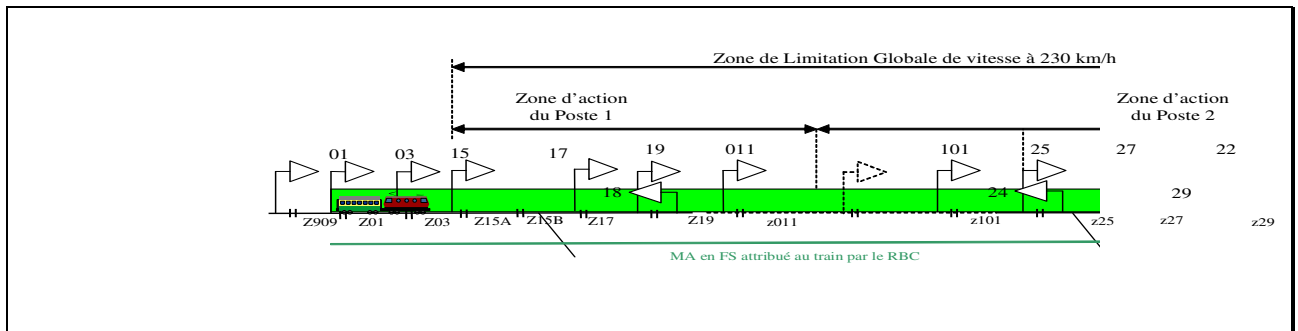 Zone de Limitation Globale de vitesse à 230 km/h
Zone d'action
du Poste 1
Zone d'action
du Poste 2
01 03 15 17 19 011 101 25 27 22
18 24 29
Z909 Z01 Z03 Z15A Z15B Z17 Z19 z011 z101 z25 z27 z29
MA en FS attribué au train par le RBC